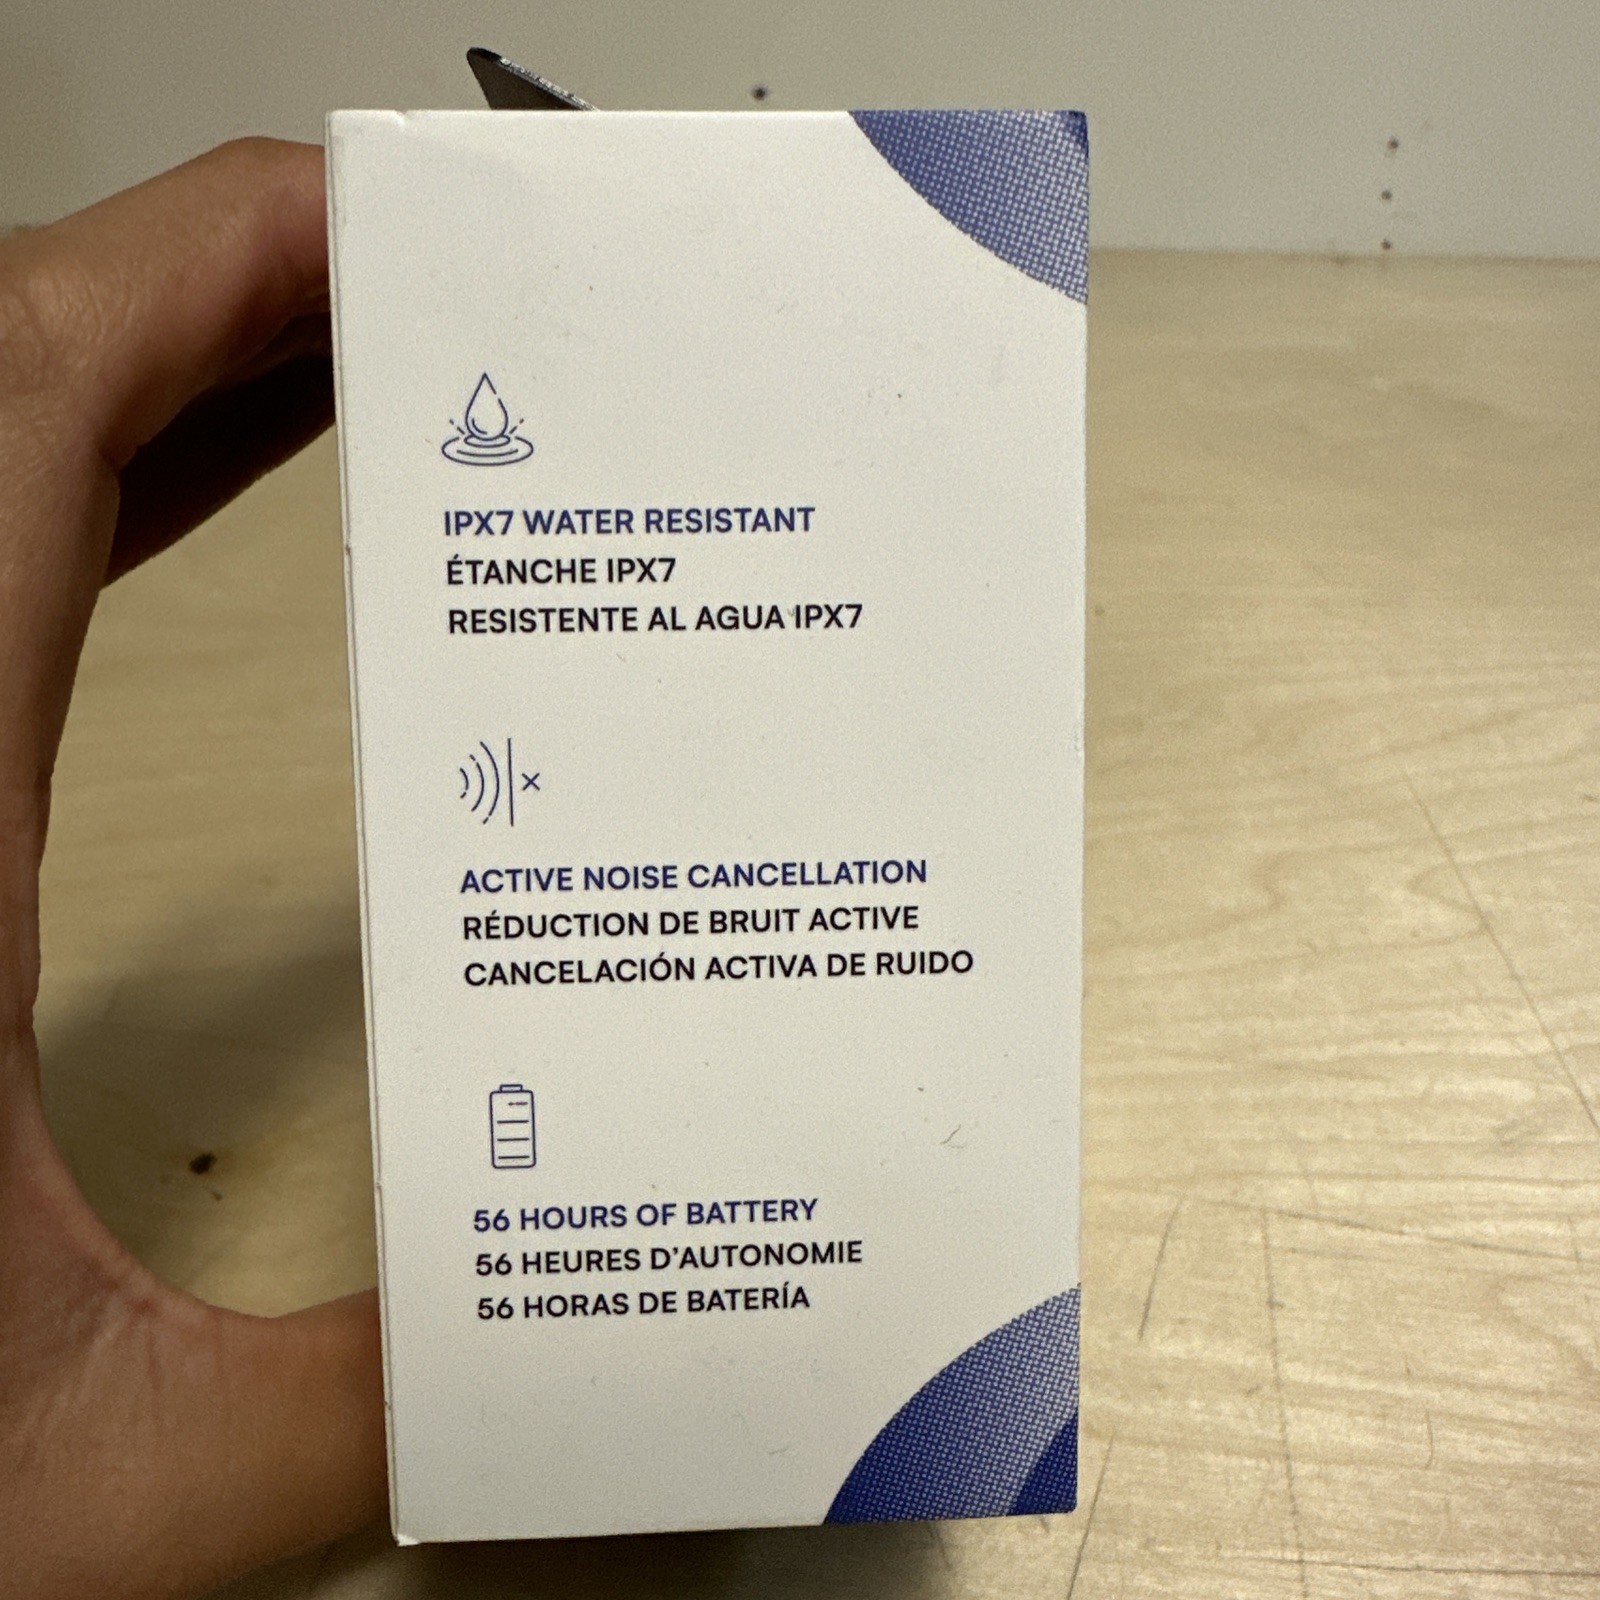 IPX7 WATER RESISTANT
ÉTANCHE IPX7
RESISTENTE AL AGUA IPX7
ACTIVE NOISE CANCELLATION
RÉDUCTION DE BRUIT ACTIVE
CANCELACIÓN ACTIVA DE RUIDO
56 HOURS OF BATTERY
56 HEURES D’AUTONOMIE
56 HORAS DE BATERÍA